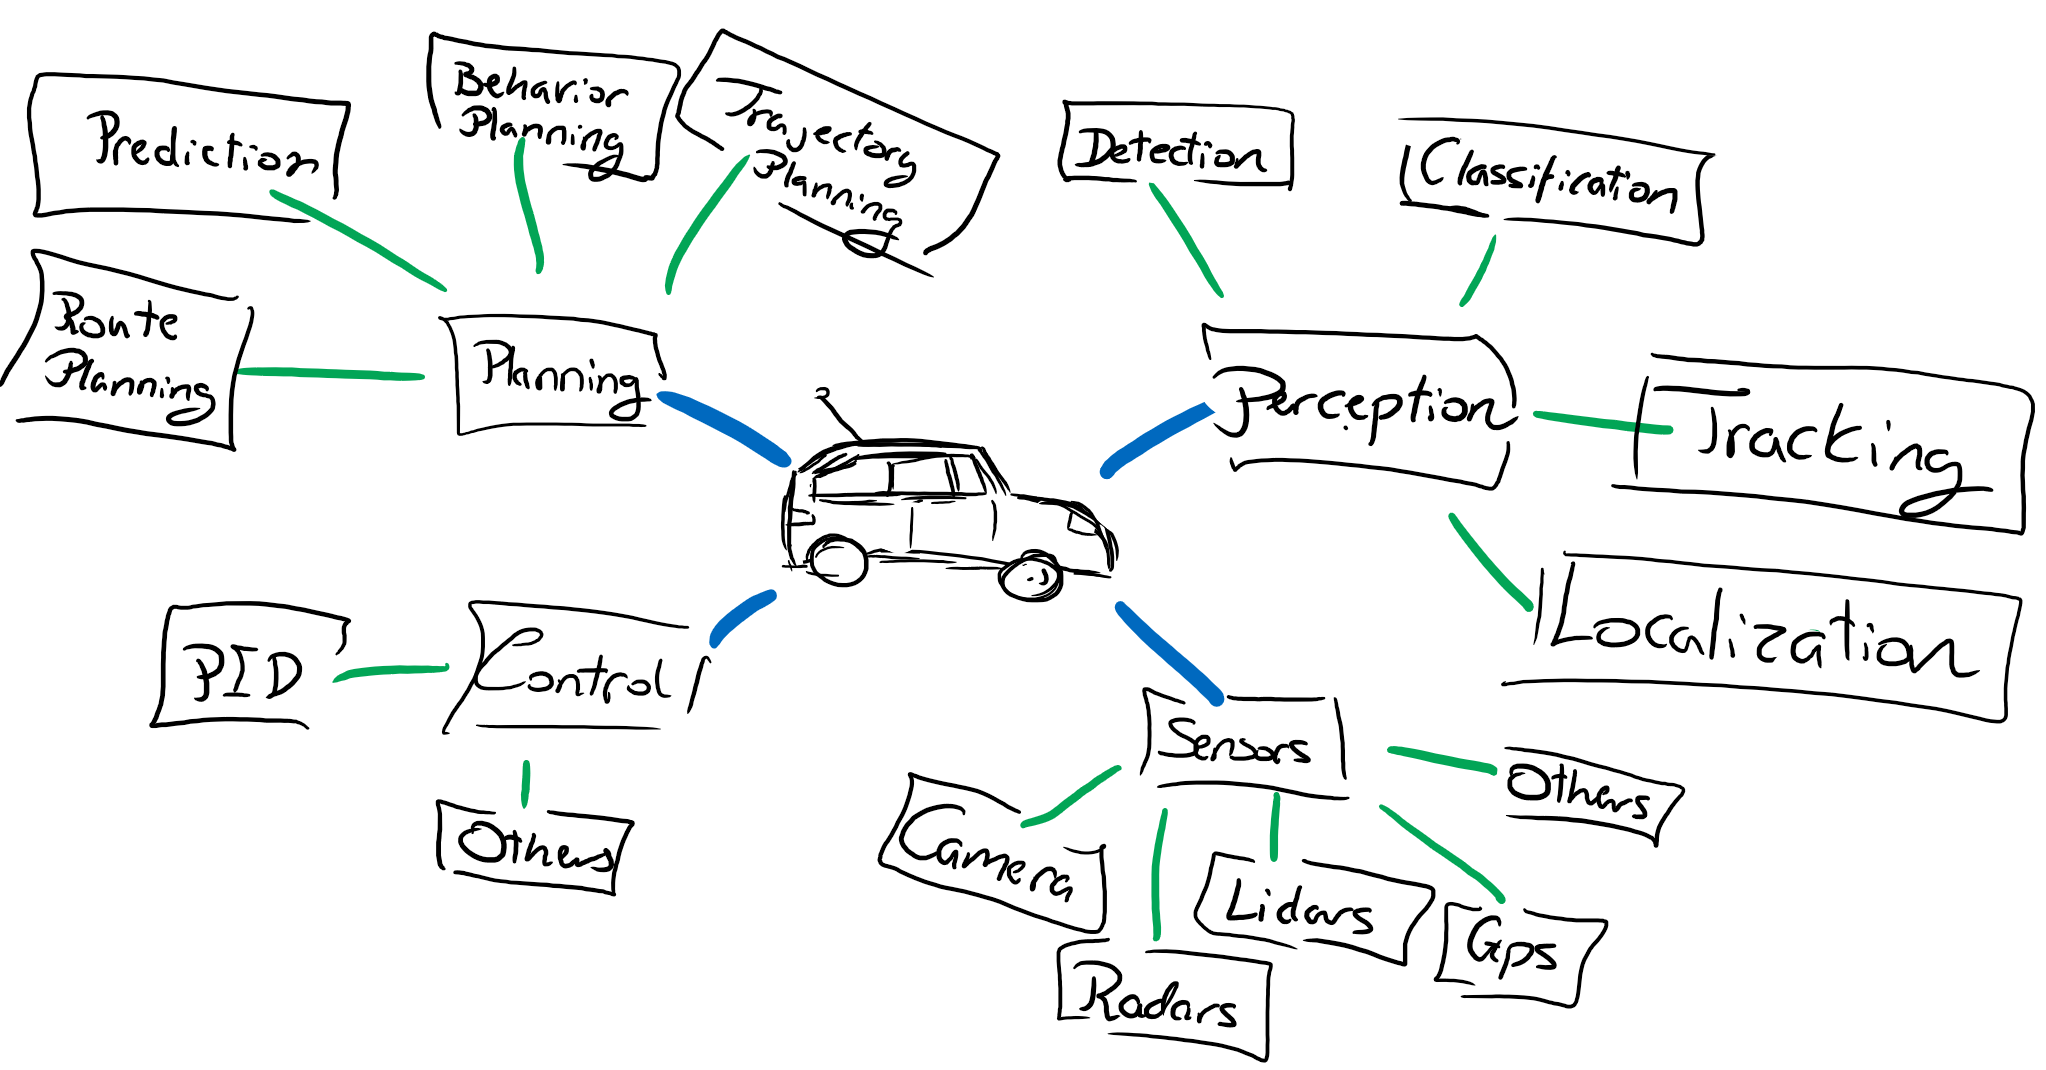 Prediction
Behavior
Planning
Trajectory
Planning
Detection
Classification
Route
Planning
Planning
Perception
Tracking
Localization
PID
Control
Others
Sensors
Others
Camera
Lidars
Gps
Radars